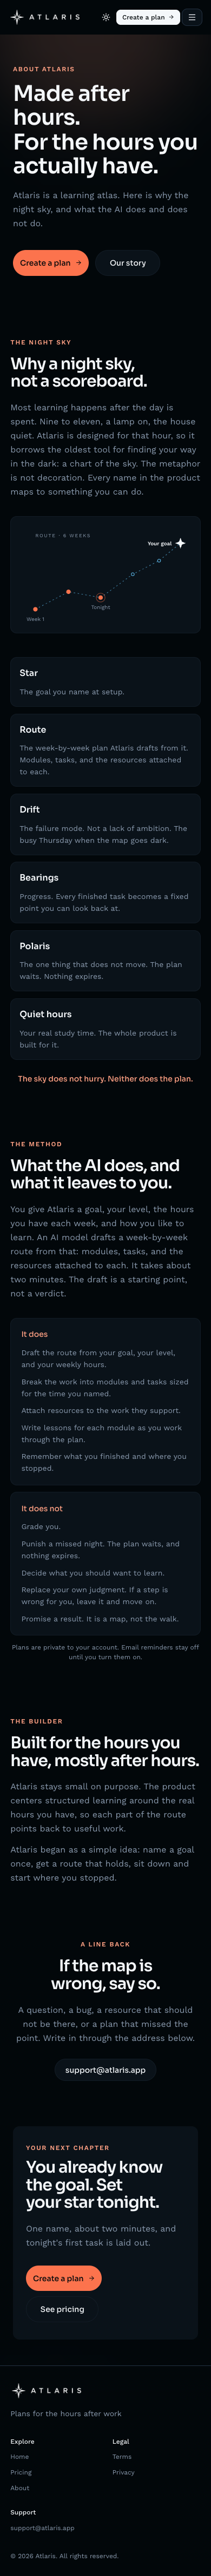 ATLARIS
Create a plan →
ABOUT ATLARIS
Made after
hours.
For the hours you
actually have.
Atlaris is a learning atlas. Here is why the
night sky, and what the AI does and does
not do.
Create a plan →
Our story
THE NIGHT SKY
Why a night sky,
not a scoreboard.
Most learning happens after the day is
spent. Nine to eleven, a lamp on, the house
quiet. Atlaris is designed for that hour, so it
borrows the oldest tool for finding your way
in the dark: a chart of the sky. The metaphor
is not decoration. Every name in the product
maps to something you can do.
ROUTE · 6 WEEKS
Your goal
Tonight
Week 1
Star
The goal you name at setup.
Route
The week-by-week plan Atlaris drafts from it.
Modules, tasks, and the resources attached
to each.
Drift
The failure mode. Not a lack of ambition. The
busy Thursday when the map goes dark.
Bearings
Progress. Every finished task becomes a fixed
point you can look back at.
Polaris
The one thing that does not move. The plan
waits. Nothing expires.
Quiet hours
Your real study time. The whole product is
built for it.
The sky does not hurry. Neither does the plan.
THE METHOD
What the AI does, and
what it leaves to you.
You give Atlaris a goal, your level, the hours
you have each week, and how you like to
learn. An AI model drafts a week-by-week
route from that: modules, tasks, and the
resources attached to each. It takes about
two minutes. The draft is a starting point,
not a verdict.
It does
Draft the route from your goal, your level,
and your weekly hours.
Break the work into modules and tasks sized
for the time you named.
Attach resources to the work they support.
Write lessons for each module as you work
through the plan.
Remember what you finished and where you
stopped.
It does not
Grade you.
Punish a missed night. The plan waits, and
nothing expires.
Decide what you should want to learn.
Replace your own judgment. If a step is
wrong for you, leave it and move on.
Promise a result. It is a map, not the walk.
Plans are private to your account. Email reminders stay off
until you turn them on.
THE BUILDER
Built for the hours you
have, mostly after hours.
Atlaris stays small on purpose. The product
centers structured learning around the real
hours you have, so each part of the route
points back to useful work.
Atlaris began as a simple idea: name a goal
once, get a route that holds, sit down and
start where you stopped.
A LINE BACK
If the map is
wrong, say so.
A question, a bug, a resource that should
not be there, or a plan that missed the
point. Write in through the address below.
support@atlaris.app
YOUR NEXT CHAPTER
You already know
the goal. Set
your star tonight.
One name, about two minutes, and
tonight's first task is laid out.
Create a plan →
See pricing
ATLARIS
Plans for the hours after work
Explore
Legal
Home
Terms
Pricing
Privacy
About
Support
support@atlaris.app
© 2026 Atlaris. All rights reserved.